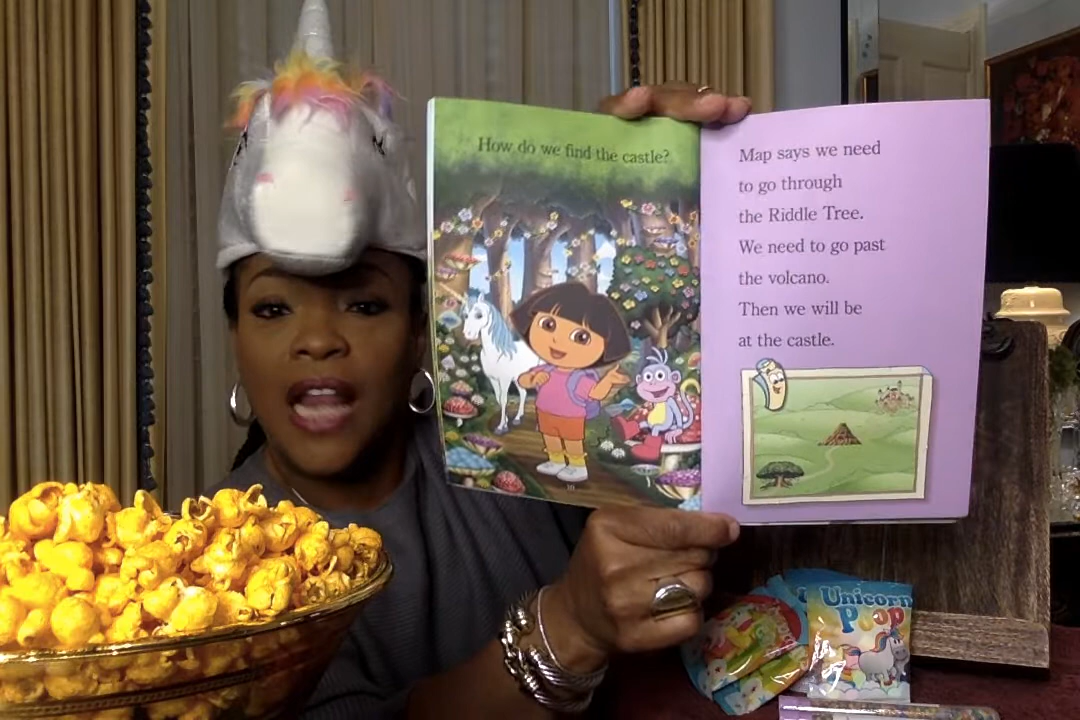 How do we find the castle?
Map says we need
to go through
the Riddle Tree.
We need to go past
the volcano.
Then we will be
at the castle.
Unicorn
Poop